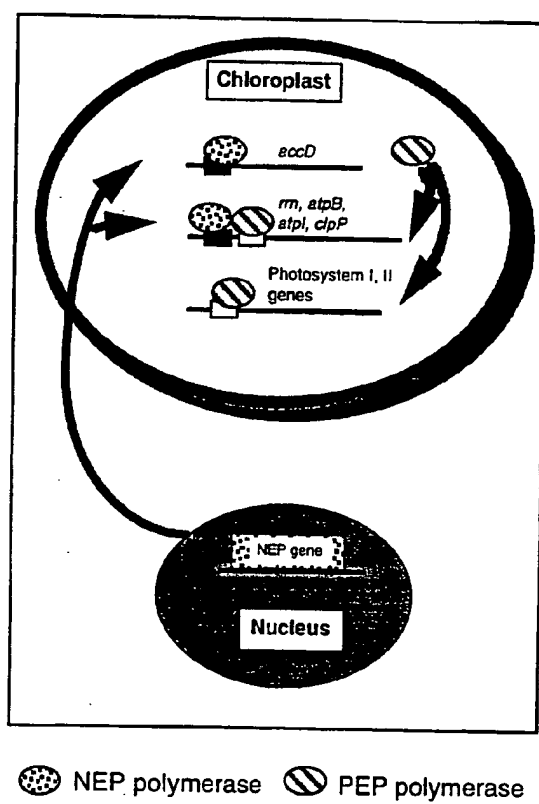 Chloroplast
accD
rrn, atpB,
atpI, clpP
Photosystem I, II
genes
NEP gene
Nucleus
NEP polymerase PEP polymerase